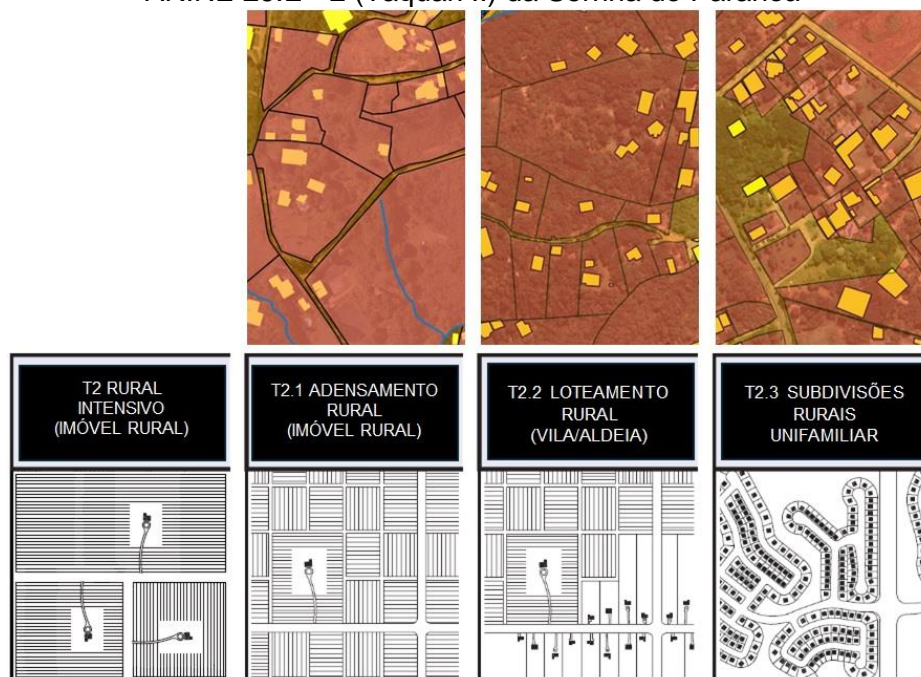 T2 RURAL
INTENSIVO
(IMÓVEL RURAL)
T2.1 ADENSAMENTO
RURAL
(IMÓVEL RURAL)
T2.2 LOTEAMENTO
RURAL
(VILA/ALDEIA)
T2.3 SUBDIVISÕES
RURAIS
UNIFAMILIAR